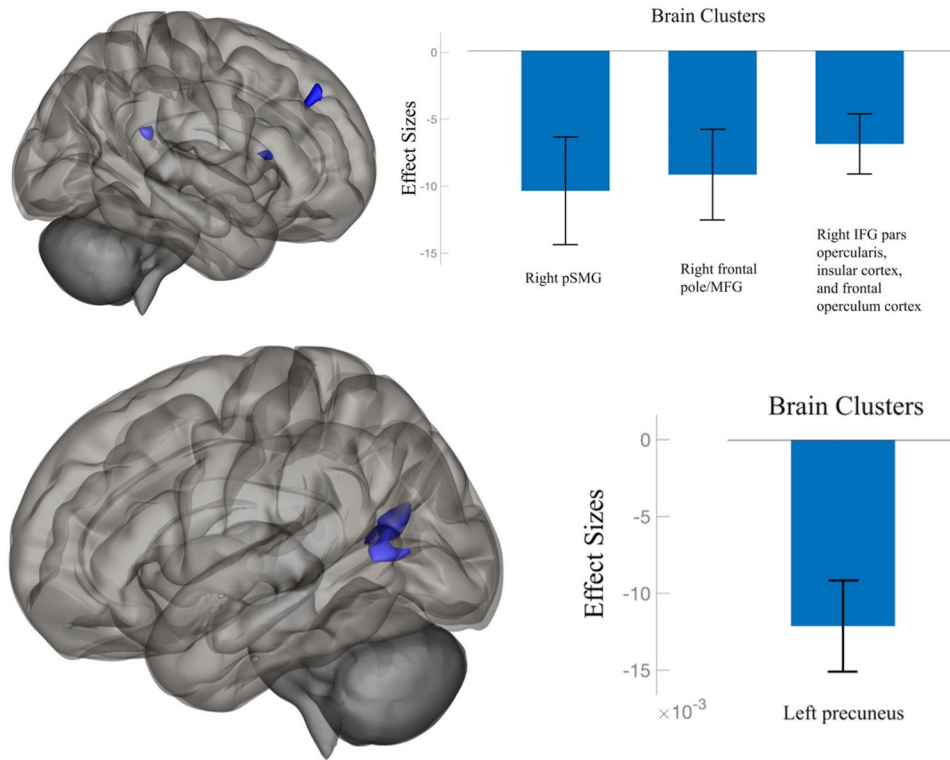 Brain Clusters
Effect Sizes
0
-5
-10
-15
Right pSMG
Right frontal
pole/MFG
Right IFG pars
opercularis,
insular cortex,
and frontal
operculum cortex
Brain Clusters
Effect Sizes
0
-5
-10
-15
×10⁻³
Left precuneus